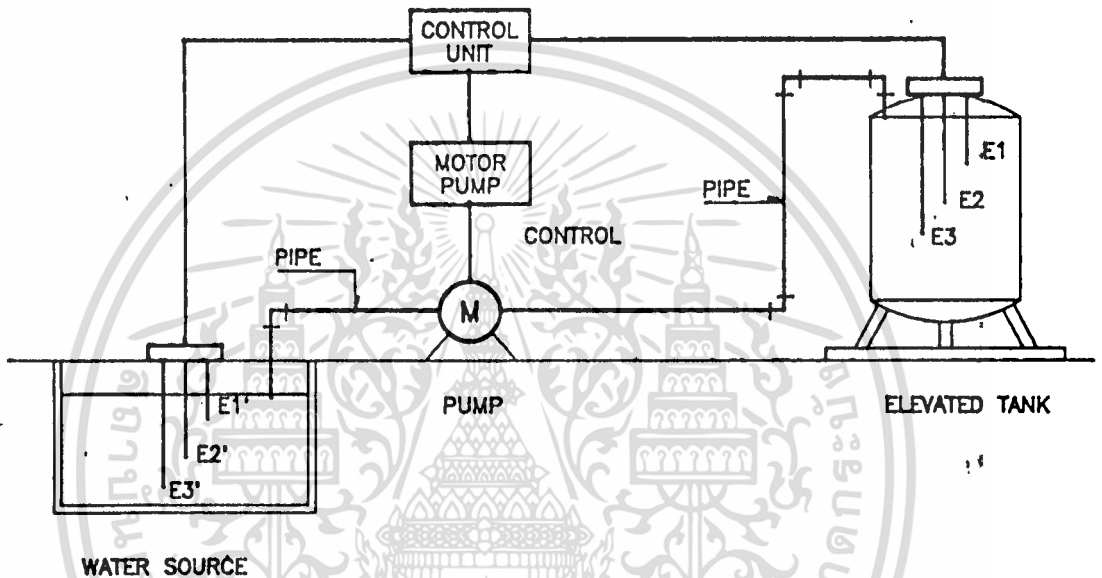 CONTROL
UNIT
MOTOR
PUMP
PIPE
CONTROL
PIPE
M
E1
E2
E3
E1'
E2'
E3'
PUMP
ELEVATED TANK
WATER SOURCE